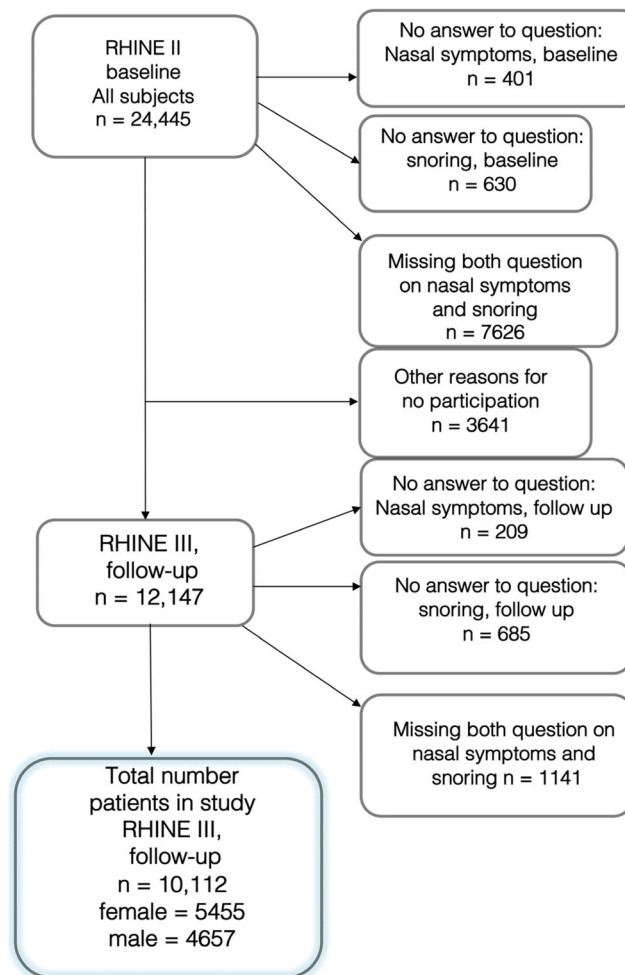 RHINE II
baseline
All subjects
n = 24,445
No answer to question:
Nasal symptoms, baseline
n = 401
No answer to question:
snoring, baseline
n = 630
Missing both question
on nasal symptoms
and snoring
n = 7626
Other reasons for
no participation
n = 3641
RHINE III,
follow-up
n = 12,147
No answer to question:
Nasal symptoms, follow up
n = 209
No answer to question:
snoring, follow up
n = 685
Missing both question on
nasal symptoms and
snoring n = 1141
Total number
patients in study
RHINE III,
follow-up
n = 10,112
female = 5455
male = 4657